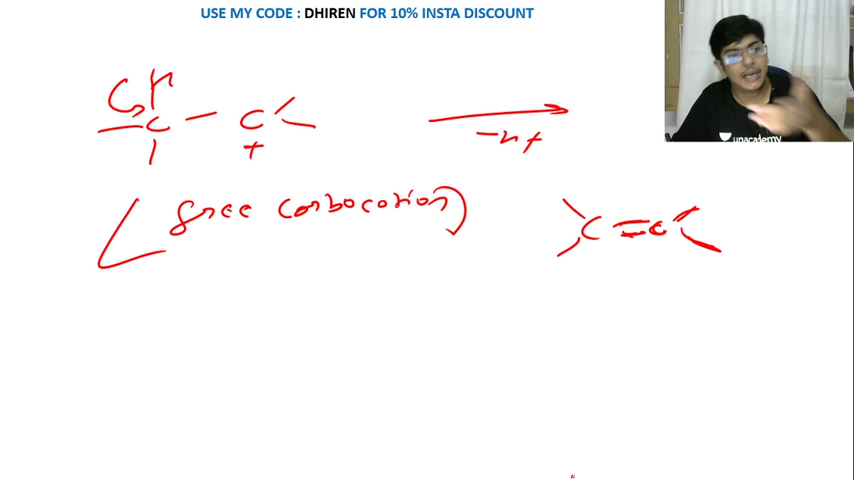 USE MY CODE : DHIREN FOR 10% INSTA DISCOUNT
H
C - C
+
-H+
(free carbocation)
C = C
unacademy